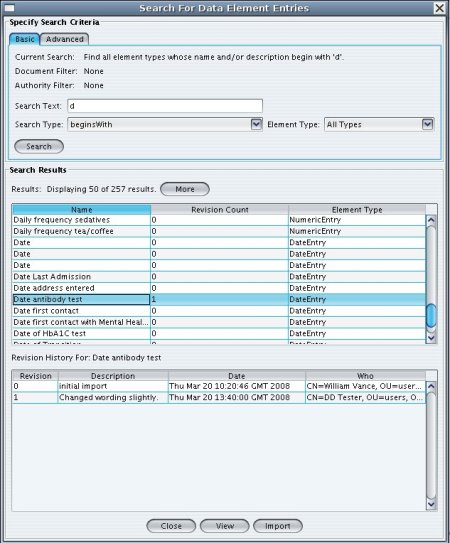 Search For Data Element Entries
Specify Search Criteria
Basic Advanced
Current Search: Find all element types whose name and/or description begin with 'd'.
Document Filter: None
Authority Filter: None
Search Text: d
Search Type: beginsWith Element Type: All Types
Search
Search Results
Results: Displaying 50 of 257 results. More
Name Revision Count Element Type
Daily frequency sedatives 0 NumericEntry
Daily frequency tea/coffee 0 NumericEntry
Date 0 DateEntry
Date 0 DateEntry
Date 0 DateEntry
Date Last Admission 0 DateEntry
Date address entered 0 DateEntry
Date antibody test 1 DateEntry
Date first contact 0 DateEntry
Date first contact with Mental Heal... 0 DateEntry
Date of HbA1C test 0 DateEntry
Date of Transition 0 DateEntry
Revision History For: Date antibody test
Revision Description Date Who
0 initial import Thu Mar 20 10:20:46 GMT 2008 CN=William Vance, OU=user...
1 Changed wording slightly. Thu Mar 20 13:40:00 GMT 2008 CN=DD Tester, OU=users, O...
Close View Import